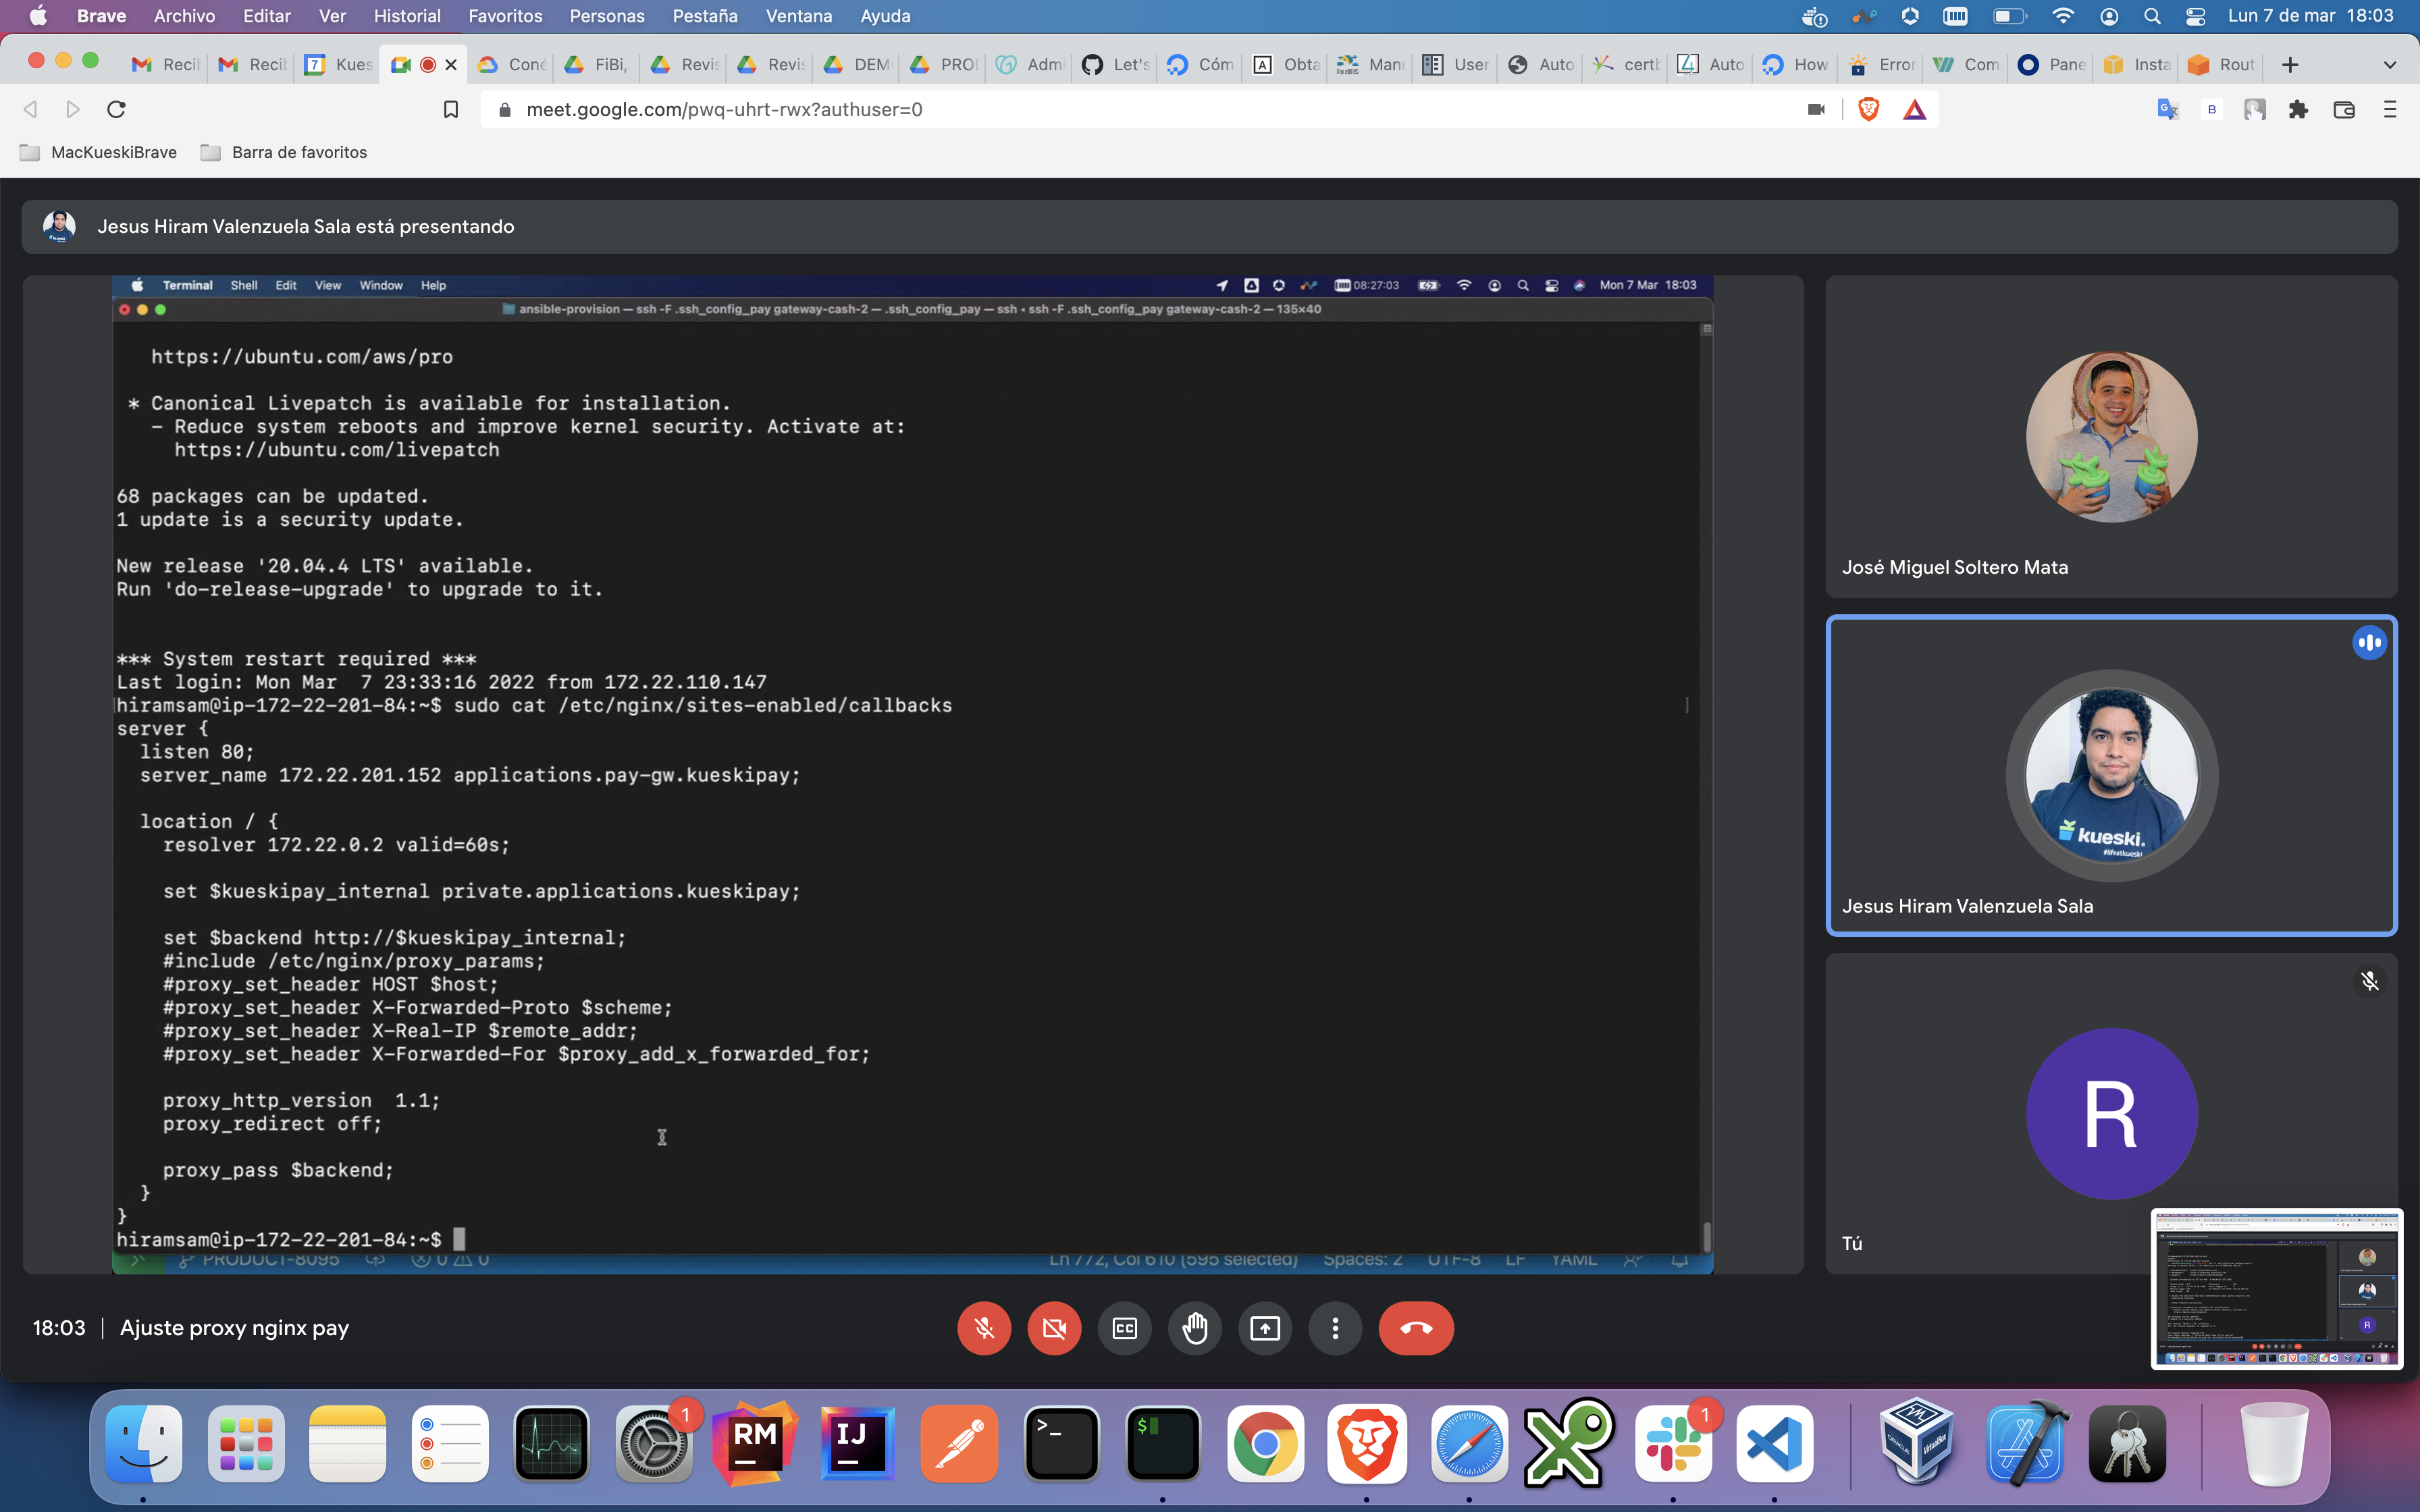 Brave Archivo Editar Ver Historial Favoritos Personas Pestaña Ventana Ayuda Lun 7 de mar 18:03
Recib Recib 7 Kues Coné FiBi, Revis Revis DEM PROD Admi Let's Cóm A Obta Manu User Auto certb Auto How Error Com Pane Insta Rout
meet.google.com/pwq-uhrt-rwx?authuser=0
MacKueskiBrave Barra de favoritos
Jesus Hiram Valenzuela Sala está presentando
Terminal Shell Edit View Window Help 08:27:03 Mon 7 Mar 18:03
ansible-provision — ssh -F .ssh_config_pay gateway-cash-2 — .ssh_config_pay — ssh ◂ ssh -F .ssh_config_pay gateway-cash-2 — 135×40
https://ubuntu.com/aws/pro
* Canonical Livepatch is available for installation.
- Reduce system reboots and improve kernel security. Activate at:
https://ubuntu.com/livepatch
68 packages can be updated.
1 update is a security update.
New release '20.04.4 LTS' available.
Run 'do-release-upgrade' to upgrade to it.
*** System restart required ***
Last login: Mon Mar  7 23:33:16 2022 from 172.22.110.147
hiramsam@ip-172-22-201-84:~$ sudo cat /etc/nginx/sites-enabled/callbacks
server {
listen 80;
server_name 172.22.201.152 applications.pay-gw.kueskipay;
location / {
resolver 172.22.0.2 valid=60s;
set $kueskipay_internal private.applications.kueskipay;
set $backend http://$kueskipay_internal;
#include /etc/nginx/proxy_params;
#proxy_set_header HOST $host;
#proxy_set_header X-Forwarded-Proto $scheme;
#proxy_set_header X-Real-IP $remote_addr;
#proxy_set_header X-Forwarded-For $proxy_add_x_forwarded_for;
proxy_http_version  1.1;
proxy_redirect off;
proxy_pass $backend;
}
}
hiramsam@ip-172-22-201-84:~$
PRODUCT-8095 0 0 Ln 772, Col 610 (595 selected) Spaces: 2 UTF-8 LF YAML
José Miguel Soltero Mata
kueski.
#lifeatkueski
Jesus Hiram Valenzuela Sala
R
Tú
18:03 | Ajuste proxy nginx pay
CC
1 RM IJ >_ $ 1